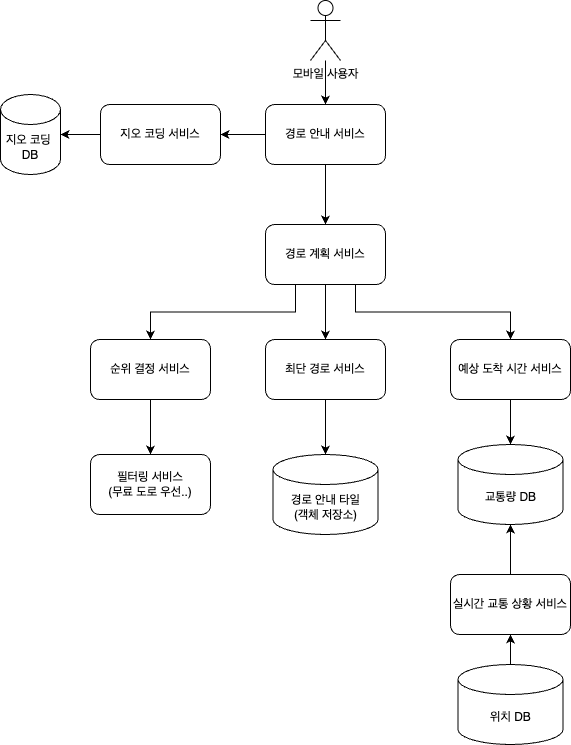 모바일 사용자
지오 코딩
DB
지오 코딩 서비스
경로 안내 서비스
경로 계획 서비스
순위 결정 서비스
최단 경로 서비스
예상 도착 시간 서비스
필터링 서비스
(무료 도로 우선..)
경로 안내 타일
(객체 저장소)
교통량 DB
실시간 교통 상황 서비스
위치 DB